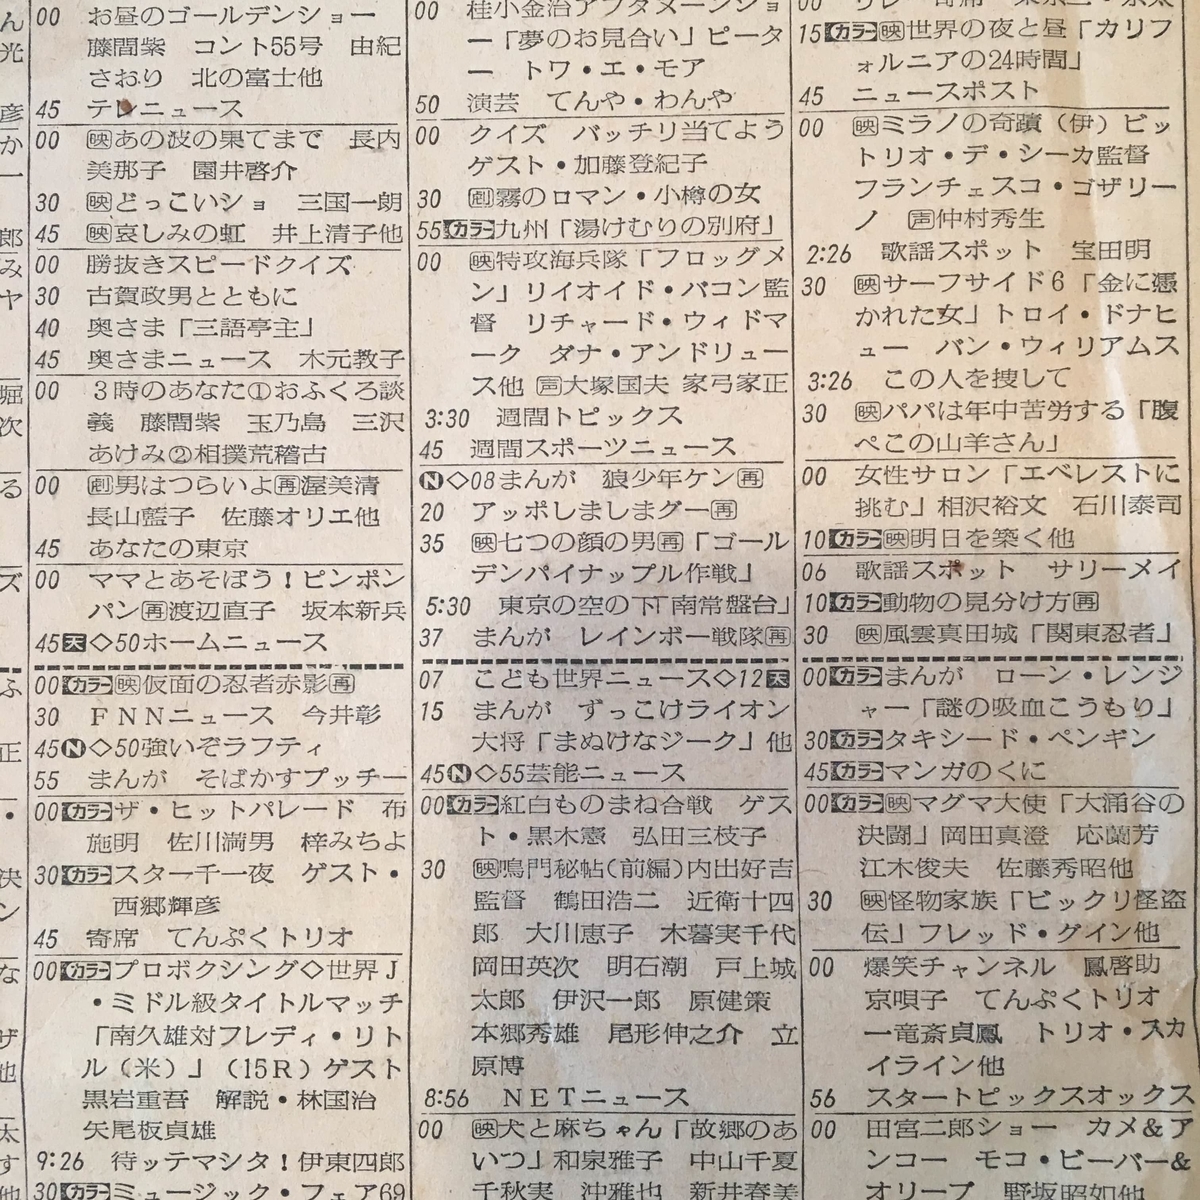 00 お昼のゴールデンショー
藤間紫 コント55号 由紀
さおり 北の富士他
45 テレニュース
00 映あの波の果てまで 長内
美那子 園井啓介
30 映どっこいショ 三国一朗
45 映哀しみの虹 井上清子他
00 勝抜きスピードクイズ
30 古賀政男とともに
40 奥さま「三語亭主」
45 奥さまニュース 木元教子
00 3時のあなた①おふくろ談
義 藤間紫 玉乃島 三沢
あけみ②相撲荒稽古
00 劇男はつらいよ再渥美清
長山藍子 佐藤オリエ他
45 あなたの東京
00 ママとあそぼう!ピンポン
パン再渡辺直子 坂本新兵
45天◇50ホームニュース
00カラー映仮面の忍者赤影再
30 FNNニュース 今井彰
45N◇50強いぞラフティ
55 まんが そばかすプッチー
00カラーザ・ヒットパレード 布
施明 佐川満男 梓みちよ
30カラースター千一夜 ゲスト・
西郷輝彦
45 寄席 てんぷくトリオ
00カラープロボクシング◇世界J
・ミドル級タイトルマッチ
「南久雄対フレディ・リト
ル(米)」(15R)ゲスト
黒岩重吾 解説・林国治
矢尾板貞雄
9:26 待ッテマシタ!伊東四郎
30カラーミュージック・フェア69
00 桂小金治アフタヌーンショ
ー「夢のお見合い」ピータ
ー トワ・エ・モア
50 演芸 てんや・わんや
00 クイズ バッチリ当てよう
ゲスト・加藤登紀子
30 劇霧のロマン・小樽の女
55カラー九州「湯けむりの別府」
00 映特攻海兵隊「フロッグメ
ン」リイオイド・バコン監
督 リチャード・ウィドマ
ーク ダナ・アンドリュー
ス他 声大塚国夫 家弓家正
3:30 週間トピックス
45 週間スポーツニュース
N◇08まんが 狼少年ケン再
20 アッポしましまグー再
35 映七つの顔の男再「ゴール
デンパイナップル作戦」
5:30 東京の空の下「南常盤台」
37 まんが レインボー戦隊再
07 こども世界ニュース◇12天
15 まんが ずっこけライオン
大将「まぬけなジーク」他
45N◇55芸能ニュース
00カラー紅白ものまね合戦 ゲス
ト・黒木憲 弘田三枝子
30 映鳴門秘帖(前編)内出好吉
監督 鶴田浩二 近衛十四
郎 大川恵子 木暮実千代
岡田英次 明石潮 戸上城
太郎 伊沢一郎 原健策
本郷秀雄 尾形伸之介 立
原博
8:56 NETニュース
00 映犬と麻ちゃん「故郷のあ
いつ」和泉雅子 中山千夏
千秋実 沖雅也 新井春美
15カラー映世界の夜と昼「カリフ
ォルニアの24時間」
45 ニュースポスト
00 映ミラノの奇蹟(伊)ビッ
トリオ・デ・シーカ監督
フランチェスコ・ゴザリー
ノ 声仲村秀生
2:26 歌謡スポット 宝田明
30 映サーフサイド6「金に憑
かれた女」トロイ・ドナヒ
ュー バン・ウィリアムス
3:26 この人を捜して
30 映パパは年中苦労する「腹
ぺこの山羊さん」
00 女性サロン「エベレストに
挑む」相沢裕文 石川泰司
10カラー映明日を築く他
06 歌謡スポット サリーメイ
10カラー動物の見分け方再
30 映風雲真田城「関東忍者」
00カラーまんが ローン・レンジ
ャー「謎の吸血こうもり」
30カラータキシード・ペンギン
45カラーマンガのくに
00カラー映マグマ大使「大涌谷の
決闘」岡田真澄 応蘭芳
江木俊夫 佐藤秀昭他
30 映怪物家族「ビックリ怪盗
伝」フレッド・グイン他
00 爆笑チャンネル 鳳啓助
京唄子 てんぷくトリオ
一竜斎貞鳳 トリオ・スカ
イライン他
56 スタートピックスオックス
00 田宮二郎ショー カメ&ア
ンコー モコ・ビーバー&
オリーブ 野坂昭如他